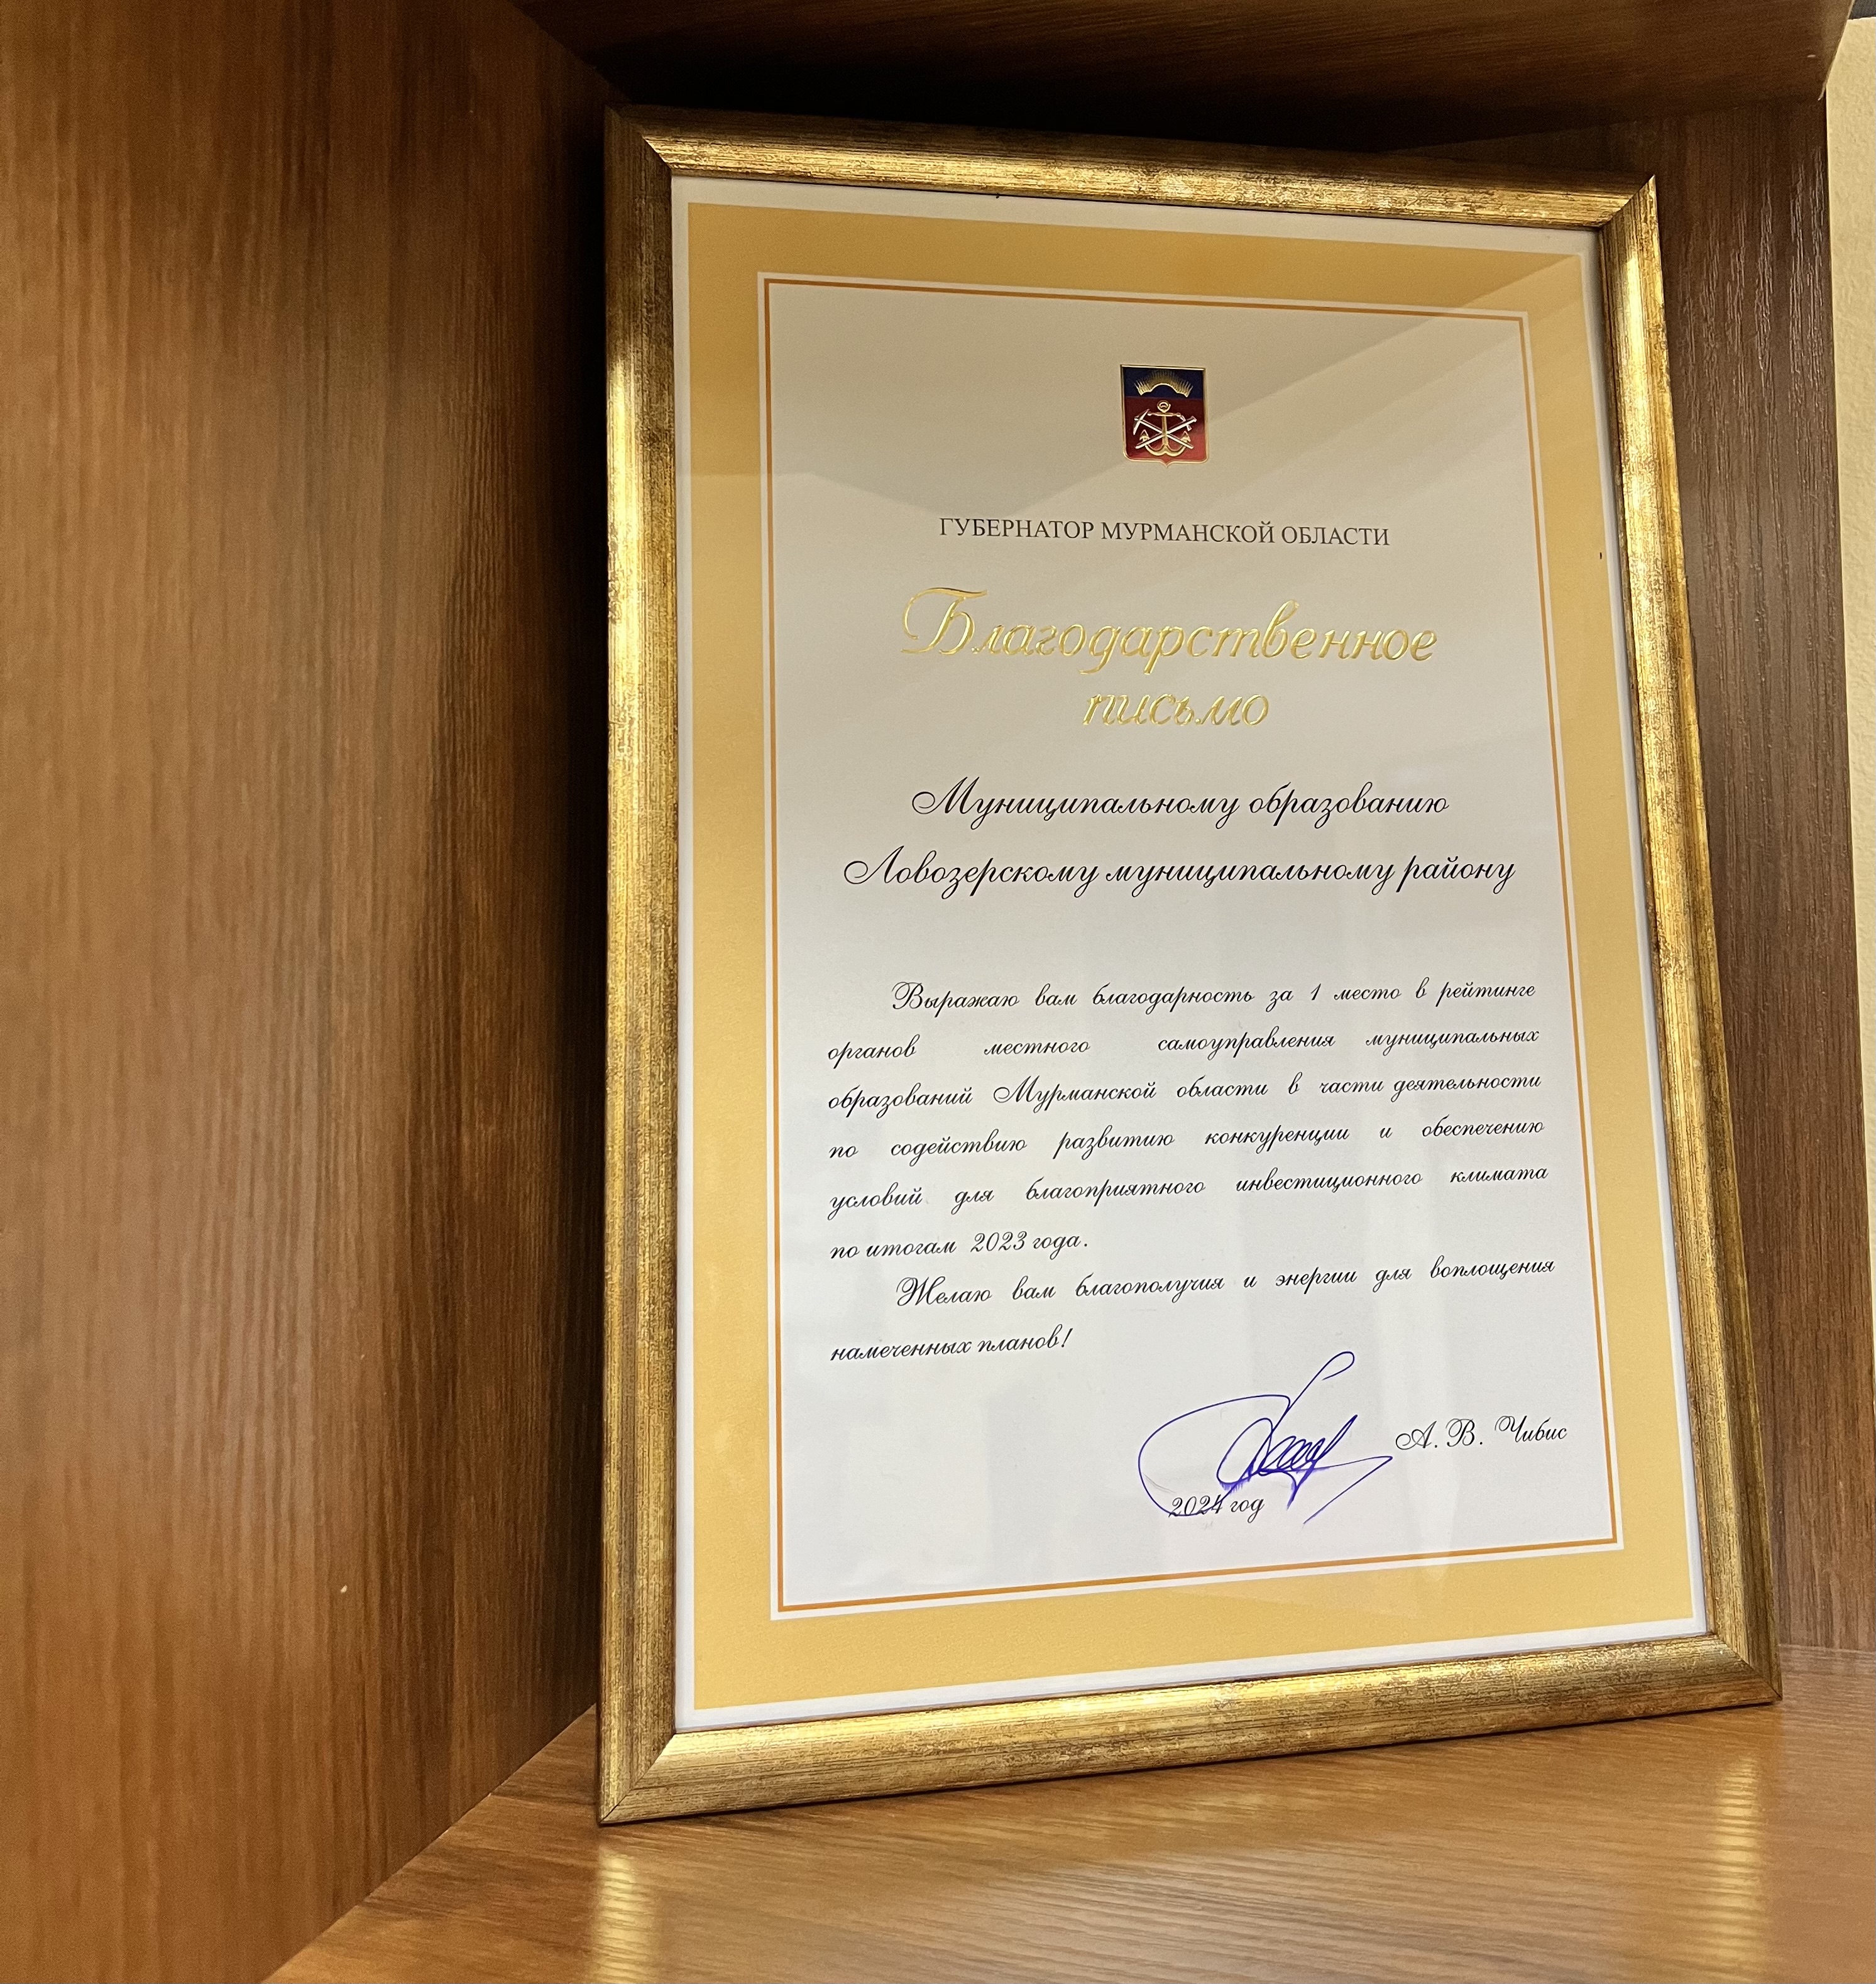 ГУБЕРНАТОР МУРМАНСКОЙ ОБЛАСТИ
Благодарственное
письмо
Муниципальному образованию
Ловозерскому муниципальному району
Выражаю вам благодарность за 1 место в рейтинге
органов местного самоуправления муниципальных
образований Мурманской области в части деятельности
по содействию развитию конкуренции и обеспечению
условий для благоприятного инвестиционного климата
по итогам 2023 года.
Желаю вам благополучия и энергии для воплощения
намеченных планов!
А. В. Чибис
2024 год